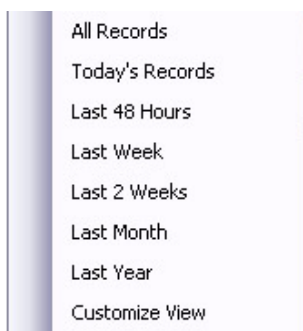 All Records
Today's Records
Last 48 Hours
Last Week
Last 2 Weeks
Last Month
Last Year
Customize View